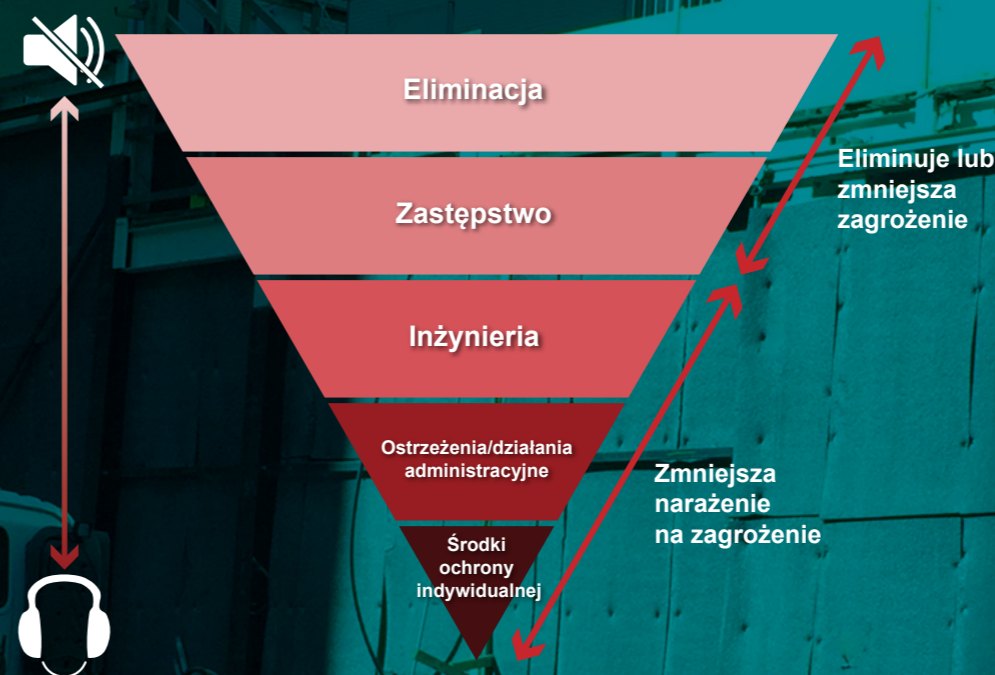 Eliminacja
Zastępstwo
Inżynieria
Ostrzeżenia/działania
administracyjne
Środki
ochrony
indywidualnej
Eliminuje lub
zmniejsza
zagrożenie
Zmniejsza
narażenie
na zagrożenie